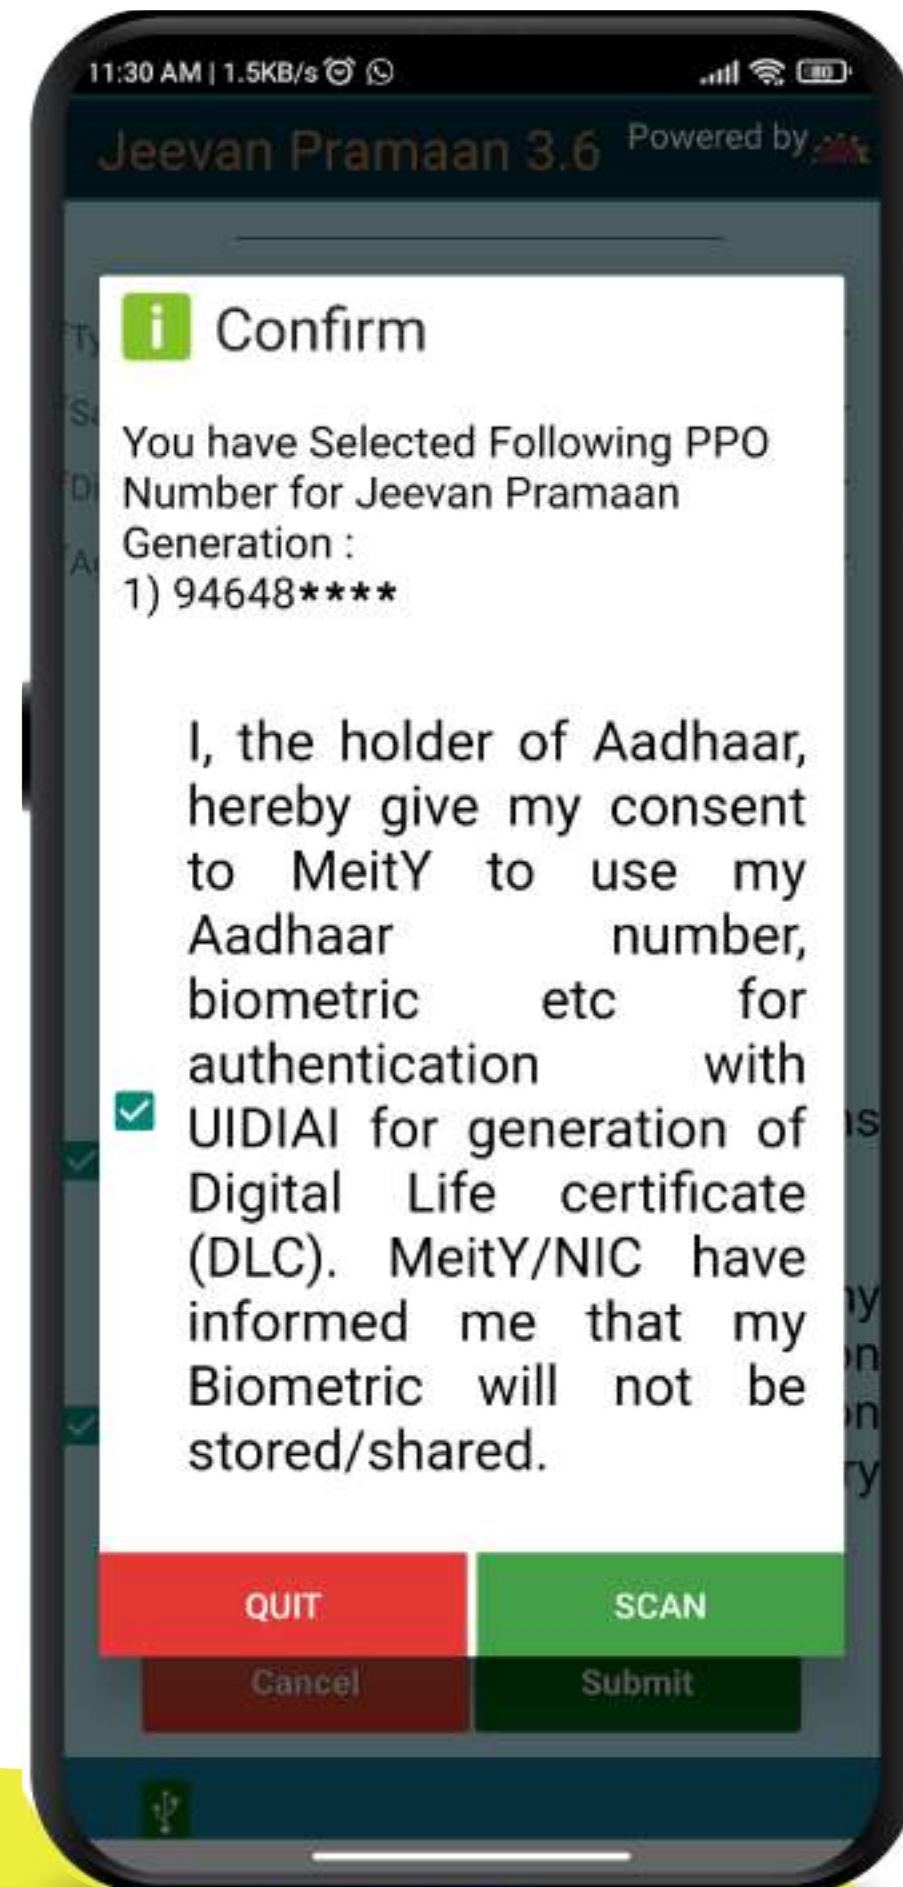 11:30 AM | 1.5KB/s
80
Jeevan Pramaan 3.6 Powered by
i Confirm
You have Selected Following PPO
Number for Jeevan Pramaan
Generation :
1) 94648****
I, the holder of Aadhaar,
hereby give my consent
to MeitY to use my
Aadhaar number,
biometric etc for
authentication with
UIDIAI for generation of
Digital Life certificate
(DLC). MeitY/NIC have
informed me that my
Biometric will not be
stored/shared.
QUIT SCAN
Cancel Submit